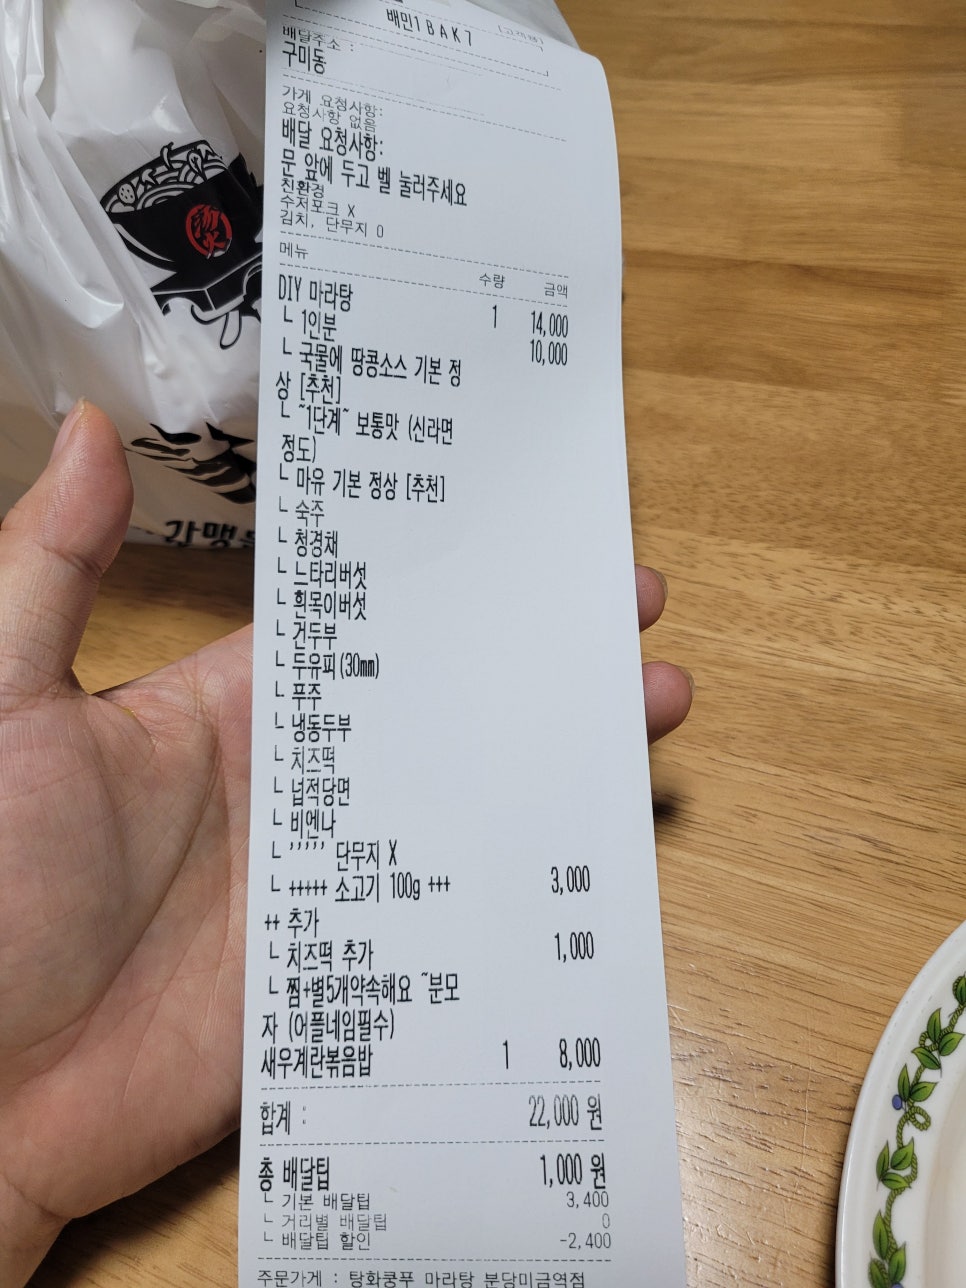 배민1 BAK7
(고객용)
배달주소 :
구미동
가게 요청사항:
요청사항 없음
배달 요청사항:
문 앞에 두고 벨 눌러주세요
친환경
수저포크 X
김치, 단무지 O
메뉴 수량 금액
DIY 마라탕 1 14,000
└ 1인분 10,000
└ 국물에 땅콩소스 기본 정
상 [추천]
└ ~1단계~ 보통맛 (신라면
정도)
└ 마유 기본 정상 [추천]
└ 숙주
└ 청경채
└ 느타리버섯
└ 흰목이버섯
└ 건두부
└ 두유피(30mm)
└ 푸주
└ 냉동두부
└ 치즈떡
└ 넙적당면
└ 비엔나
└ ''''' 단무지 X
└ +++++ 소고기 100g +++ 3,000
++ 추가
└ 치즈떡 추가 1,000
└ 찜+별5개약속해요 ~분모
자 (어플네임필수)
새우계란볶음밥 1 8,000
합계 : 22,000 원
총 배달팁 1,000 원
└ 기본 배달팁 3,400
└ 거리별 배달팁 0
└ 배달팁 할인 -2,400
주문가게 : 탕화쿵푸 마라탕 분당미금역점